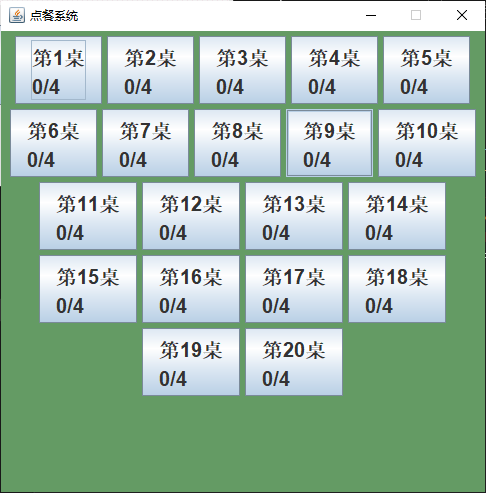 点餐系统
第1桌 第2桌 第3桌 第4桌 第5桌
0/4 0/4 0/4 0/4 0/4
第6桌 第7桌 第8桌 第9桌 第10桌
0/4 0/4 0/4 0/4 0/4
第11桌 第12桌 第13桌 第14桌
0/4 0/4 0/4 0/4
第15桌 第16桌 第17桌 第18桌
0/4 0/4 0/4 0/4
第19桌 第20桌
0/4 0/4